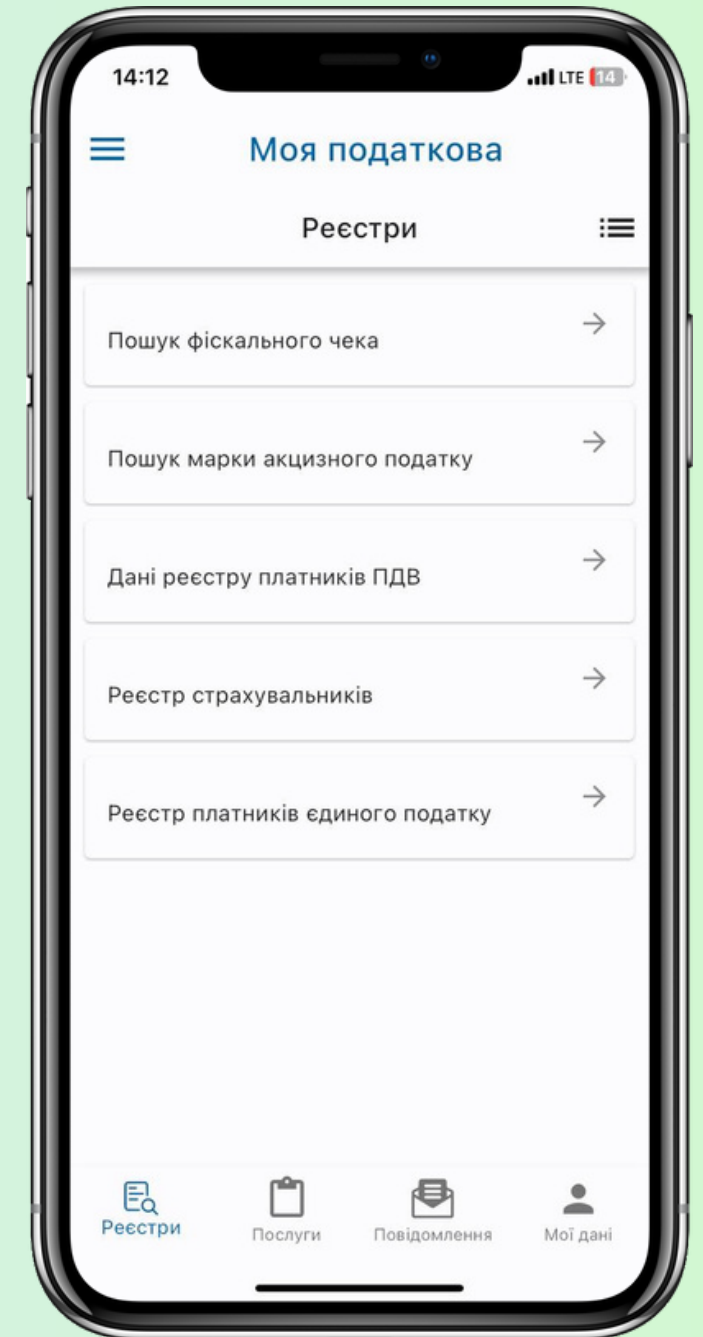 14:12
LTE 14
Моя податкова
Реєстри
Пошук фіскального чека
Пошук марки акцизного податку
Дані реєстру платників ПДВ
Реєстр страхувальників
Реєстр платників єдиного податку
Реєстри
Послуги
Повідомлення
Мої дані